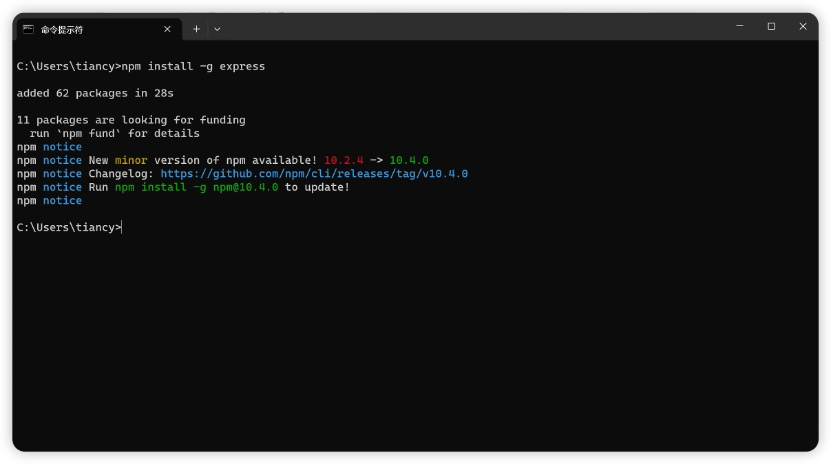 命令提示符
C:\Users\tiancy>npm install -g express
added 62 packages in 28s
11 packages are looking for funding
  run `npm fund` for details
npm notice
npm notice New minor version of npm available! 10.2.4 -> 10.4.0
npm notice Changelog: https://github.com/npm/cli/releases/tag/v10.4.0
npm notice Run npm install -g npm@10.4.0 to update!
npm notice
C:\Users\tiancy>